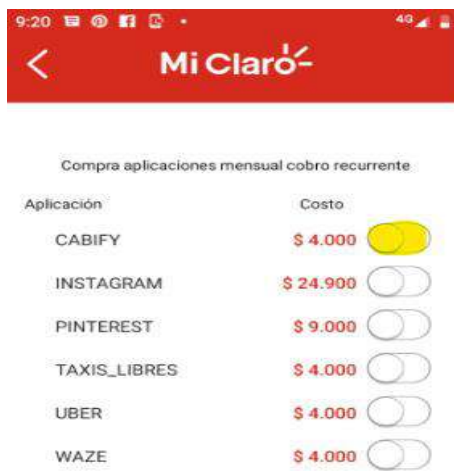 9:20 4G
Mi Claro
Compra aplicaciones mensual cobro recurrente
Aplicación Costo
CABIFY $ 4.000
INSTAGRAM $ 24.900
PINTEREST $ 9.000
TAXIS_LIBRES $ 4.000
UBER $ 4.000
WAZE $ 4.000